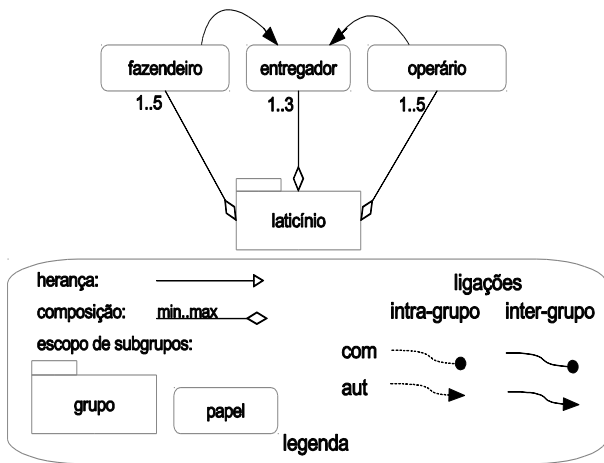 fazendeiro entregador operário
1..5 1..3 1..5
laticínio
herança: ligações
composição: min..max intra-grupo inter-grupo
escopo de subgrupos:
com
aut
grupo papel
legenda